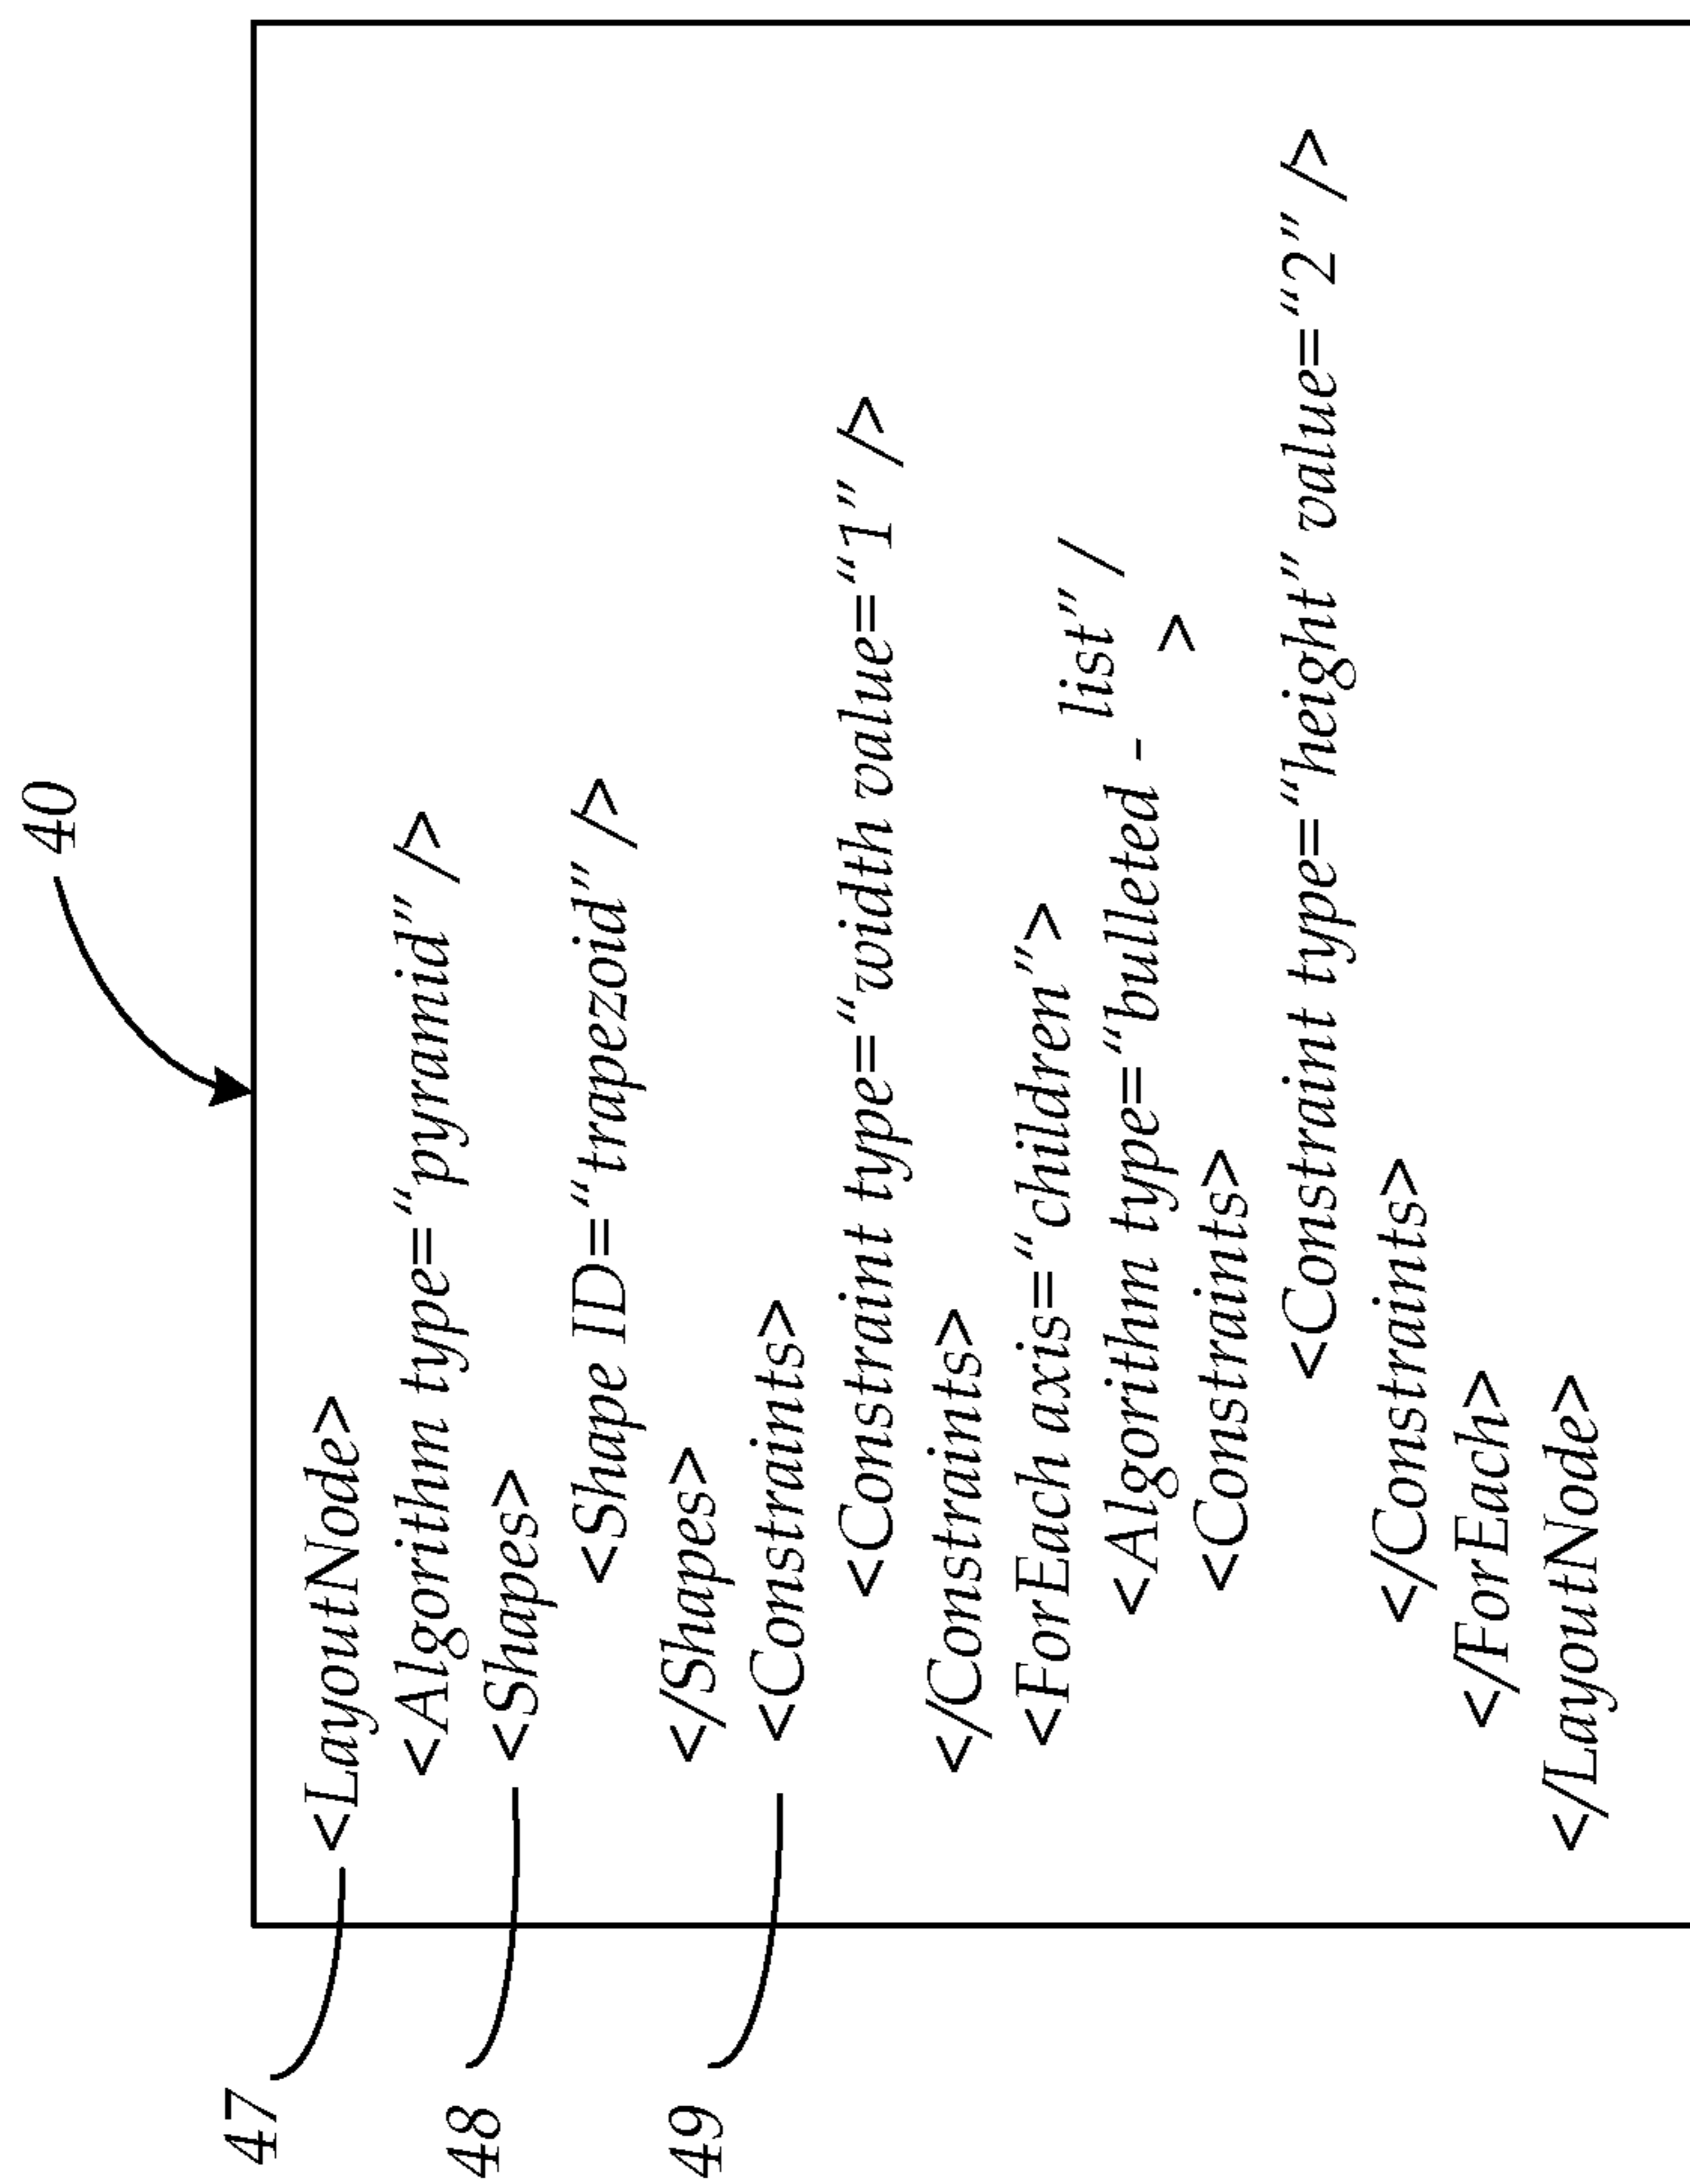 40
47
<LayoutNode>
<Algorithm type=“pyramid” />
48
<Shapes>
<Shape ID=“trapezoid” />
</Shapes>
49
<Constraints>
<Constraint type=“width value=“1” />
</Constraints>
<ForEach axis=“children”>
<Algorithm type=“bulleted - list” /
>
<Constraints>
<Constraint type=“height” value=“2” />
</Constraints>
</ForEach>
</LayoutNode>